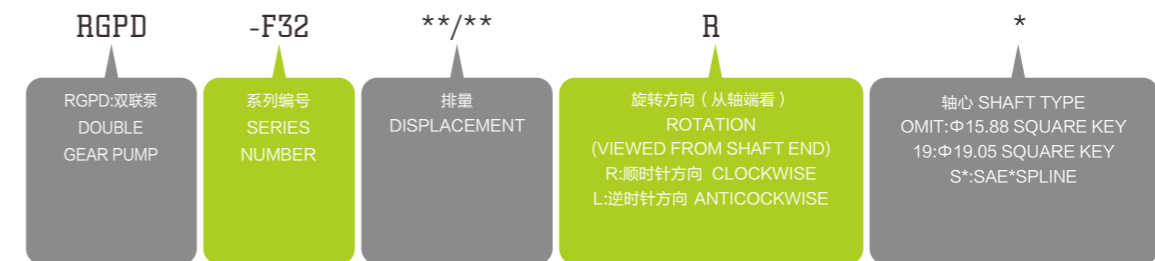 RGPD -F32 **/** R *
RGPD:双联泵
DOUBLE
GEAR PUMP
系列编号
SERIES
NUMBER
排量
DISPLACEMENT
旋转方向（从轴端看）
ROTATION
(VIEWED FROM SHAFT END)
R:顺时针方向 CLOCKWISE
L:逆时针方向 ANTICOCKWISE
轴心 SHAFT TYPE
OMIT:Φ15.88 SQUARE KEY
19:Φ19.05 SQUARE KEY
S*:SAE*SPLINE